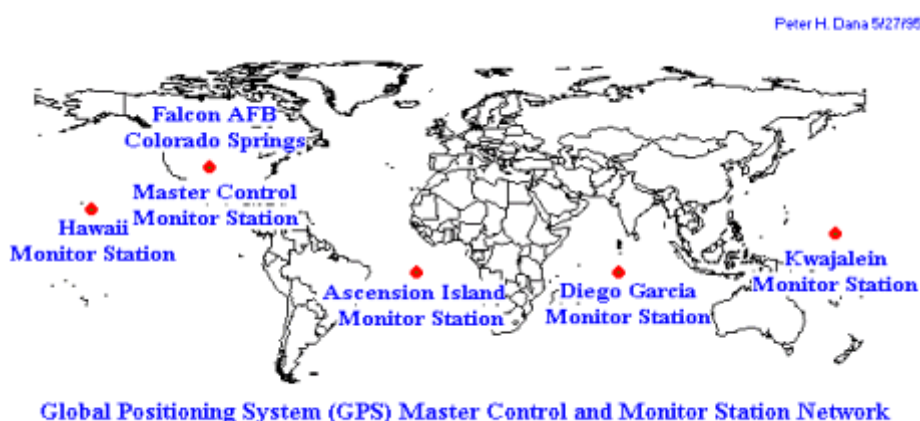 Peter H. Dana 5/27/95
Falcon AFB
Colorado Springs
Master Control
Monitor Station
Hawaii
Monitor Station
Ascension Island
Monitor Station
Diego Garcia
Monitor Station
Kwajalein
Monitor Station
Global Positioning System (GPS) Master Control and Monitor Station Network